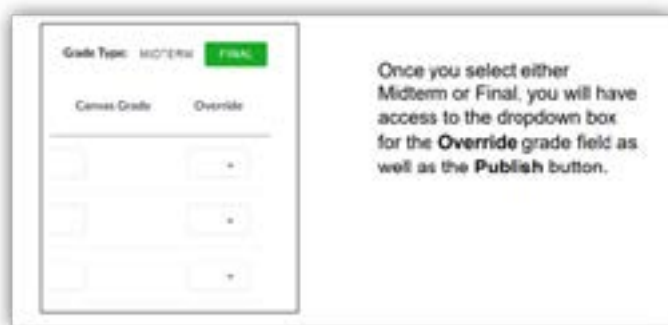 Grade Type: MIDTERM FINAL
Canvas Grade Override
Once you select either
Midterm or Final, you will have
access to the dropdown box
for the Override grade field as
well as the Publish button.